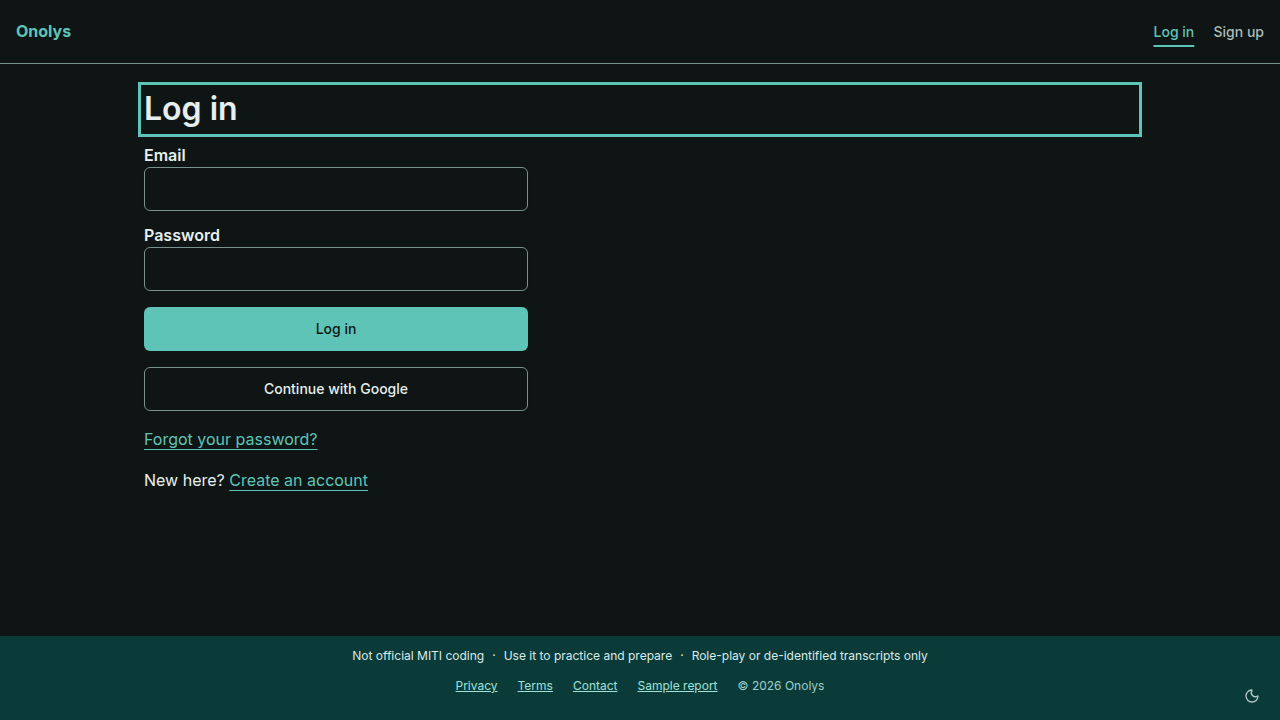 Onolys
Log in Sign up
Log in
Email
Password
Log in
Continue with Google
Forgot your password?
New here? Create an account
Not official MITI coding · Use it to practice and prepare · Role-play or de-identified transcripts only
Privacy Terms Contact Sample report © 2026 Onolys